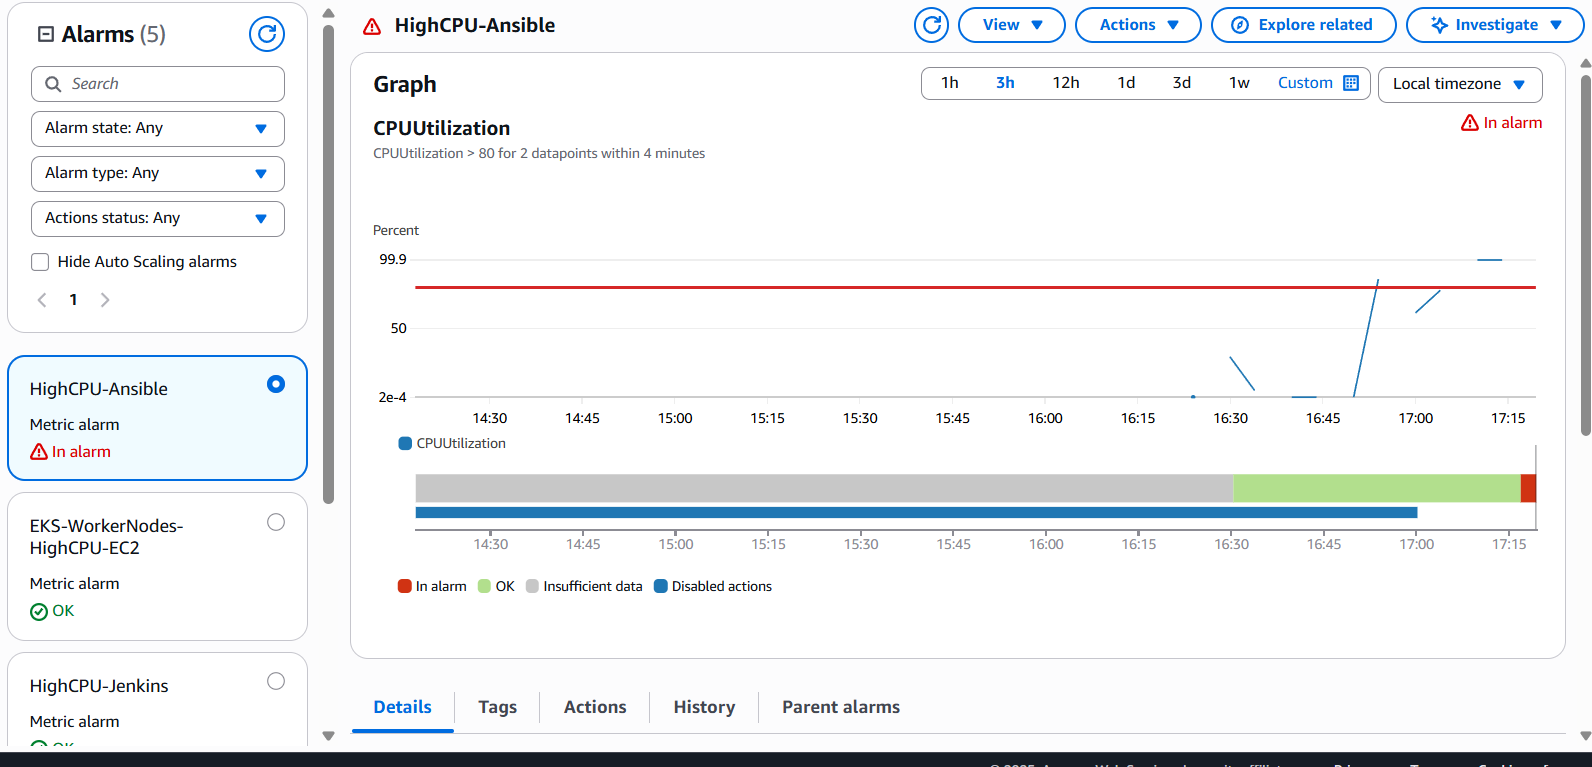 Alarms (5)
Search
Alarm state: Any
Alarm type: Any
Actions status: Any
Hide Auto Scaling alarms
1
HighCPU-Ansible
Metric alarm
In alarm
EKS-WorkerNodes-
HighCPU-EC2
Metric alarm
OK
HighCPU-Jenkins
Metric alarm
OK
HighCPU-Ansible
View
Actions
Explore related
Investigate
Graph
1h 3h 12h 1d 3d 1w Custom
Local timezone
CPUUtilization
In alarm
CPUUtilization > 80 for 2 datapoints within 4 minutes
Percent
99.9
50
2e-4
14:30 14:45 15:00 15:15 15:30 15:45 16:00 16:15 16:30 16:45 17:00 17:15
CPUUtilization
14:30 14:45 15:00 15:15 15:30 15:45 16:00 16:15 16:30 16:45 17:00 17:15
In alarm OK Insufficient data Disabled actions
Details Tags Actions History Parent alarms